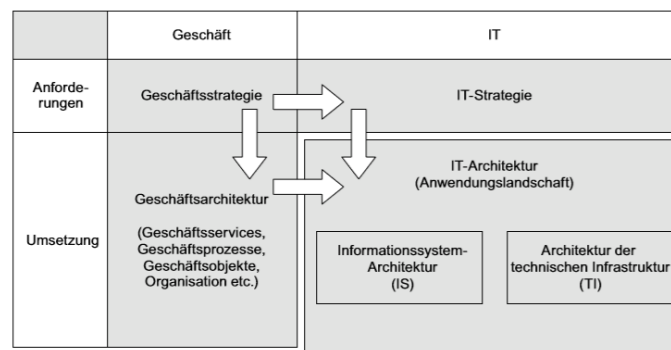 Geschäft
IT
Anforde-
rungen
Geschäftsstrategie
IT-Strategie
Umsetzung
Geschäftsarchitektur
(Geschäftsservices,
Geschäftsprozesse,
Geschäftsobjekte,
Organisation etc.)
IT-Architektur
(Anwendungslandschaft)
Informationssystem-
Architektur
(IS)
Architektur der
technischen Infrastruktur
(TI)